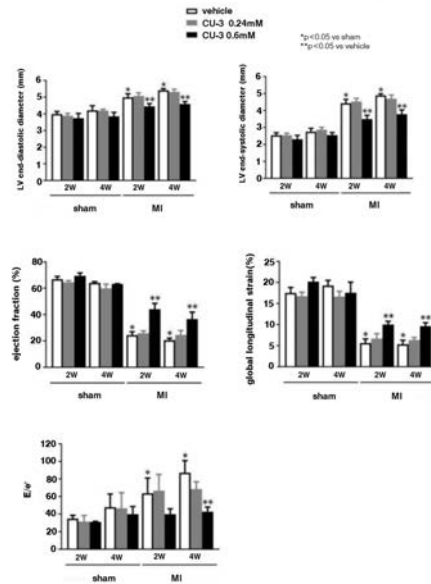 vehicle
CU-3 0.24mM
CU-3 0.6mM
*p<0.05 vs sham
**p<0.05 vs vehicle
LV end-diastolic diameter (mm)
6
5
4
3
2
1
0
* * ** **
2W 4W 2W 4W
sham MI
LV end-systolic diameter (mm)
6
5
4
3
2
1
0
* * ** **
2W 4W 2W 4W
sham MI
ejection fraction (%)
80
60
40
20
0
* ** * **
2W 4W 2W 4W
sham MI
global longitudinal strain(%)
25
20
15
10
5
0
* ** * **
2W 4W 2W 4W
sham MI
E/e'
120
100
80
60
40
20
0
* * **
2W 4W 2W 4W
sham MI